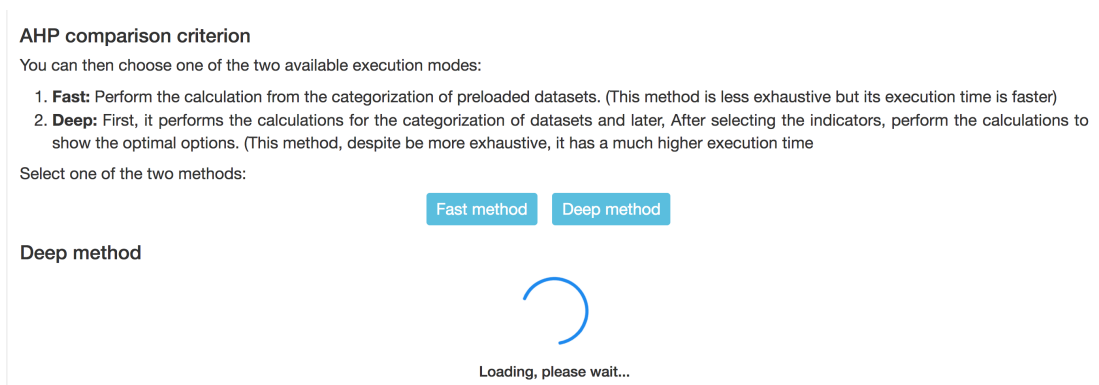 AHP comparison criterion
You can then choose one of the two available execution modes:
1. Fast: Perform the calculation from the categorization of preloaded datasets. (This method is less exhaustive but its execution time is faster)
2. Deep: First, it performs the calculations for the categorization of datasets and later, After selecting the indicators, perform the calculations to
show the optimal options. (This method, despite be more exhaustive, it has a much higher execution time
Select one of the two methods:
Fast method Deep method
Deep method
Loading, please wait...